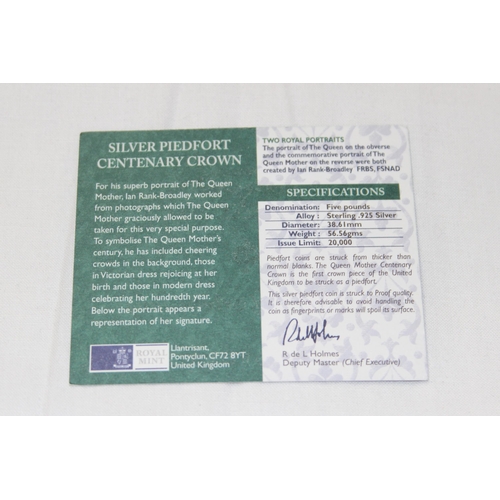 SILVER PIEDFORT
CENTENARY CROWN
For his superb portrait of The Queen
Mother, Ian Rank-Broadley worked
from photographs which The Queen
Mother graciously allowed to be
taken for this very special purpose.
To symbolise The Queen Mother's
century, he has included cheering
crowds in the background, those
in Victorian dress rejoicing at her
birth and those in modern dress
celebrating her hundredth year.
Below the portrait appears a
representation of her signature.
ROYAL
MINT
Llantrisant,
Pontyclun, CF72 8YT
United Kingdom
TWO ROYAL PORTRAITS
The portrait of The Queen on the obverse
and the commemorative portrait of The
Queen Mother on the reverse were both
created by Ian Rank-Broadley FRBS, FSNAD
SPECIFICATIONS
Denomination: Five pounds
Alloy: Sterling .925 Silver
Diameter: 38.61mm
Weight: 56.56gms
Issue Limit: 20,000
Piedfort coins are struck from thicker than
normal blanks. The Queen Mother Centenary
Crown is the first crown piece of the United
Kingdom to be struck as a piedfort.
This silver piedfort coin is struck to Proof quality.
It is therefore advisable to avoid handling the
coin as fingerprints or marks will spoil its surface.
R. de L Holmes
Deputy Master (Chief Executive)